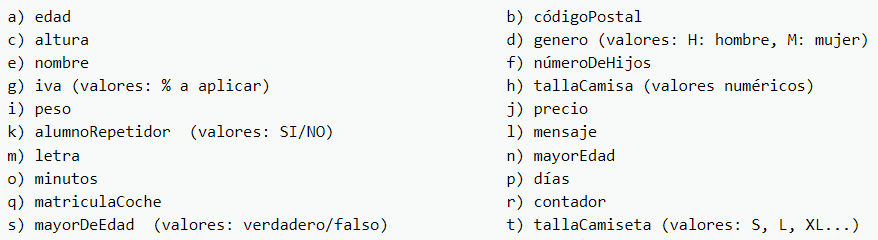 a) edad b) códigoPostal
c) altura d) genero (valores: H: hombre, M: mujer)
e) nombre f) númeroDeHijos
g) iva (valores: % a aplicar) h) tallaCamisa (valores numéricos)
i) peso j) precio
k) alumnoRepetidor (valores: SI/NO) l) mensaje
m) letra n) mayorEdad
o) minutos p) días
q) matriculaCoche r) contador
s) mayorDeEdad (valores: verdadero/falso) t) tallaCamiseta (valores: S, L, XL...)